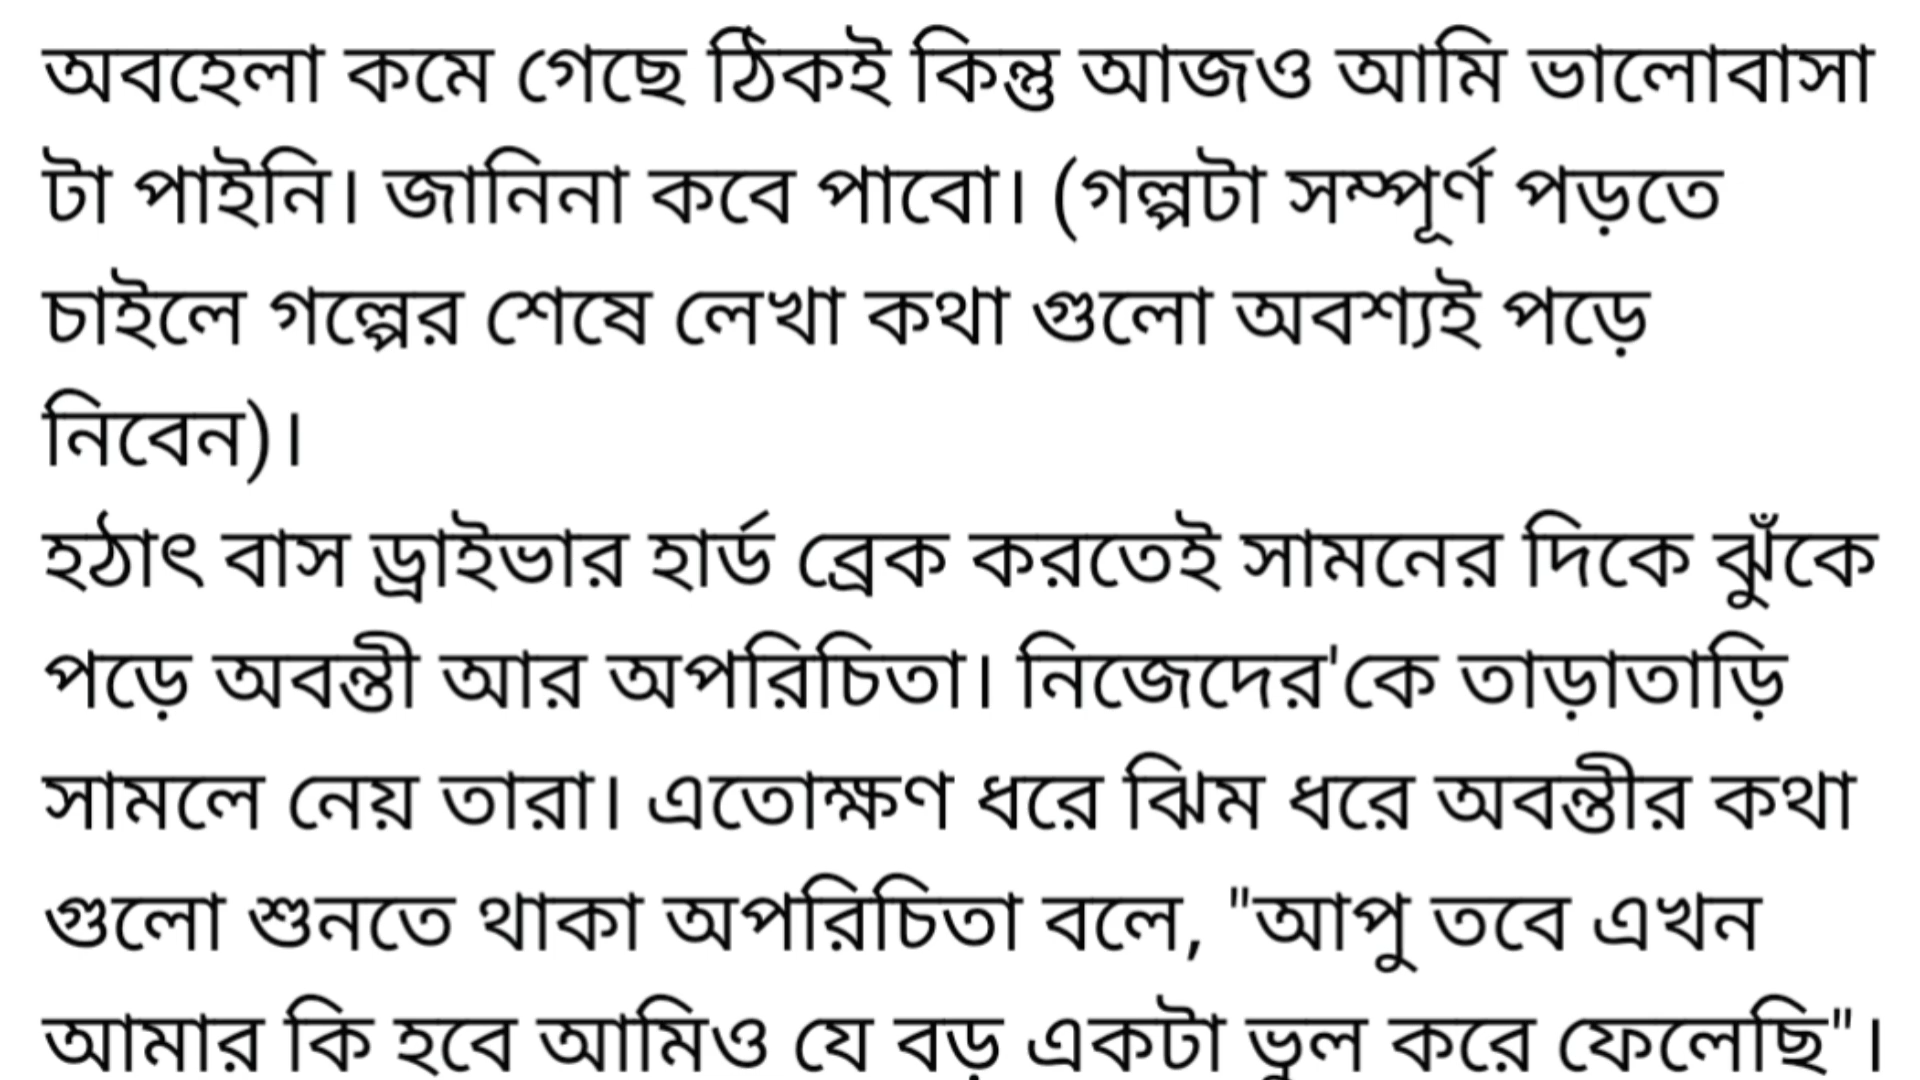 অবহেলা কমে গেছে ঠিকই কিন্তু আজও আমি ভালোবাসা
টা পাইনি। জানিনা কবে পাবো। (গল্পটা সম্পূর্ণ পড়তে
চাইলে গল্পের শেষে লেখা কথা গুলো অবশ্যই পড়ে
নিবেন)।
হঠাৎ বাস ড্রাইভার হার্ড ব্রেক করতেই সামনের দিকে ঝুঁকে
পড়ে অবন্তী আর অপরিচিতা। নিজেদের'কে তাড়াতাড়ি
সামলে নেয় তারা। এতোক্ষণ ধরে ঝিম ধরে অবন্তীর কথা
গুলো শুনতে থাকা অপরিচিতা বলে, "আপু তবে এখন
আমার কি হবে আমিও যে বড় একটা ভুল করে ফেলেছি"।